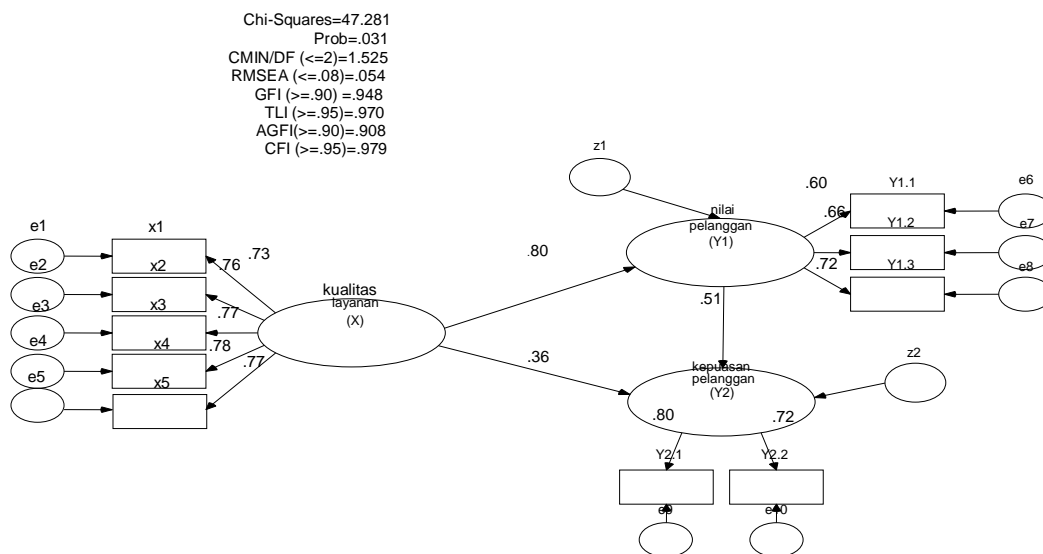 Chi-Squares=47.281
Prob=.031
CMIN/DF (<=2)=1.525
RMSEA (<=.08)=.054
GFI (>=.90) =.948
TLI (>=.95)=.970
AGFI(>=.90)=.908
CFI (>=.95)=.979
z1
.60
Y1.1
e6
.66
Y1.2
e7
.72
Y1.3
e8
nilai
pelanggan
(Y1)
e1
x1
.73
e2
x2
.76
e3
x3
.77
e4
x4
.78
e5
x5
.77
kualitas
layanan
(X)
.80
.51
.36
kepuasan
pelanggan
(Y2)
z2
.80
.72
Y2.1
Y2.2
e9